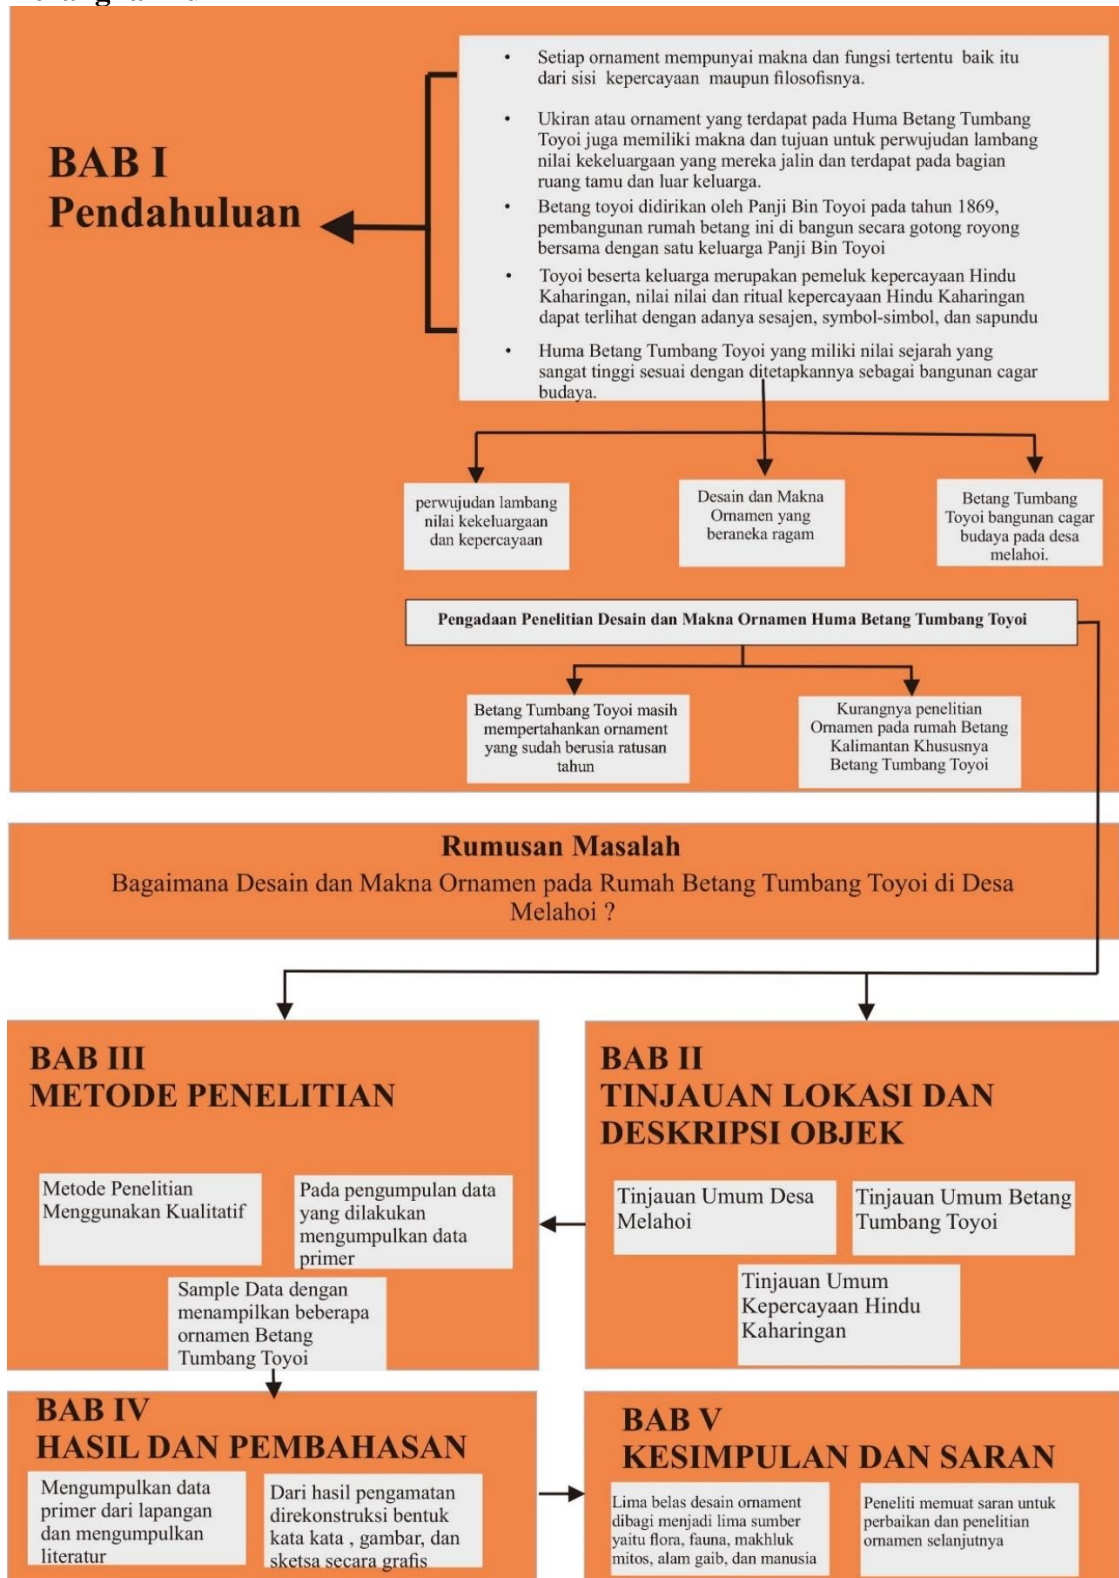 BAB I
Pendahuluan
• Setiap ornament mempunyai makna dan fungsi tertentu baik itu
dari sisi kepercayaan maupun filosofisnya.
• Ukiran atau ornament yang terdapat pada Huma Betang Tumbang
Toyoi juga memiliki makna dan tujuan untuk perwujudan lambang
nilai kekeluargaan yang mereka jalin dan terdapat pada bagian
ruang tamu dan luar keluarga.
• Betang toyoi didirikan oleh Panji Bin Toyoi pada tahun 1869,
pembangunan rumah betang ini di bangun secara gotong royong
bersama dengan satu keluarga Panji Bin Toyoi
• Toyoi beserta keluarga merupakan pemeluk kepercayaan Hindu
Kaharingan, nilai nilai dan ritual kepercayaan Hindu Kaharingan
dapat terlihat dengan adanya sesajen, symbol-simbol, dan sapundu
• Huma Betang Tumbang Toyoi yang miliki nilai sejarah yang
sangat tinggi sesuai dengan ditetapkannya sebagai bangunan cagar
budaya.
perwujudan lambang
nilai kekeluargaan
dan kepercayaan
Desain dan Makna
Ornamen yang
beraneka ragam
Betang Tumbang
Toyoi bangunan cagar
budaya pada desa
melahoi.
Pengadaan Penelitian Desain dan Makna Ornamen Huma Betang Tumbang Toyoi
Betang Tumbang Toyoi masih
mempertahankan ornament
yang sudah berusia ratusan
tahun
Kurangnya penelitian
Ornamen pada rumah Betang
Kalimantan Khususnya
Betang Tumbang Toyoi
Rumusan Masalah
Bagaimana Desain dan Makna Ornamen pada Rumah Betang Tumbang Toyoi di Desa
Melahoi ?
BAB III
METODE PENELITIAN
Metode Penelitian
Menggunakan Kualitatif
Pada pengumpulan data
yang dilakukan
mengumpulkan data
primer
Sample Data dengan
menampilkan beberapa
ornamen Betang
Tumbang Toyoi
BAB II
TINJAUAN LOKASI DAN
DESKRIPSI OBJEK
Tinjauan Umum Desa
Melahoi
Tinjauan Umum Betang
Tumbang Toyoi
Tinjauan Umum
Kepercayaan Hindu
Kaharingan
BAB IV
HASIL DAN PEMBAHASAN
Mengumpulkan data
primer dari lapangan
dan mengumpulkan
literatur
Dari hasil pengamatan
direkonstruksi bentuk
kata kata , gambar, dan
sketsa secara grafis
BAB V
KESIMPULAN DAN SARAN
Lima belas desain ornament
dibagi menjadi lima sumber
yaitu flora, fauna, makhluk
mitos, alam gaib, dan manusia
Peneliti memuat saran untuk
perbaikan dan penelitian
ornamen selanjutnya